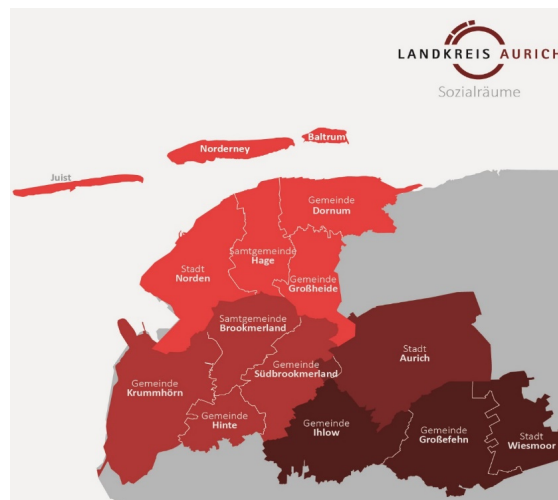 LANDKREIS AURICH
Sozialräume
Baltrum
Norderney
Juist
Gemeinde
Dornum
Samtgemeinde
Hage
Stadt
Norden
Gemeinde
Großheide
Samtgemeinde
Brookmerland
Stadt
Aurich
Gemeinde
Südbrookmerland
Gemeinde
Krummhörn
Gemeinde
Hinte
Gemeinde
Ihlow
Gemeinde
Großefehn
Stadt
Wiesmoor